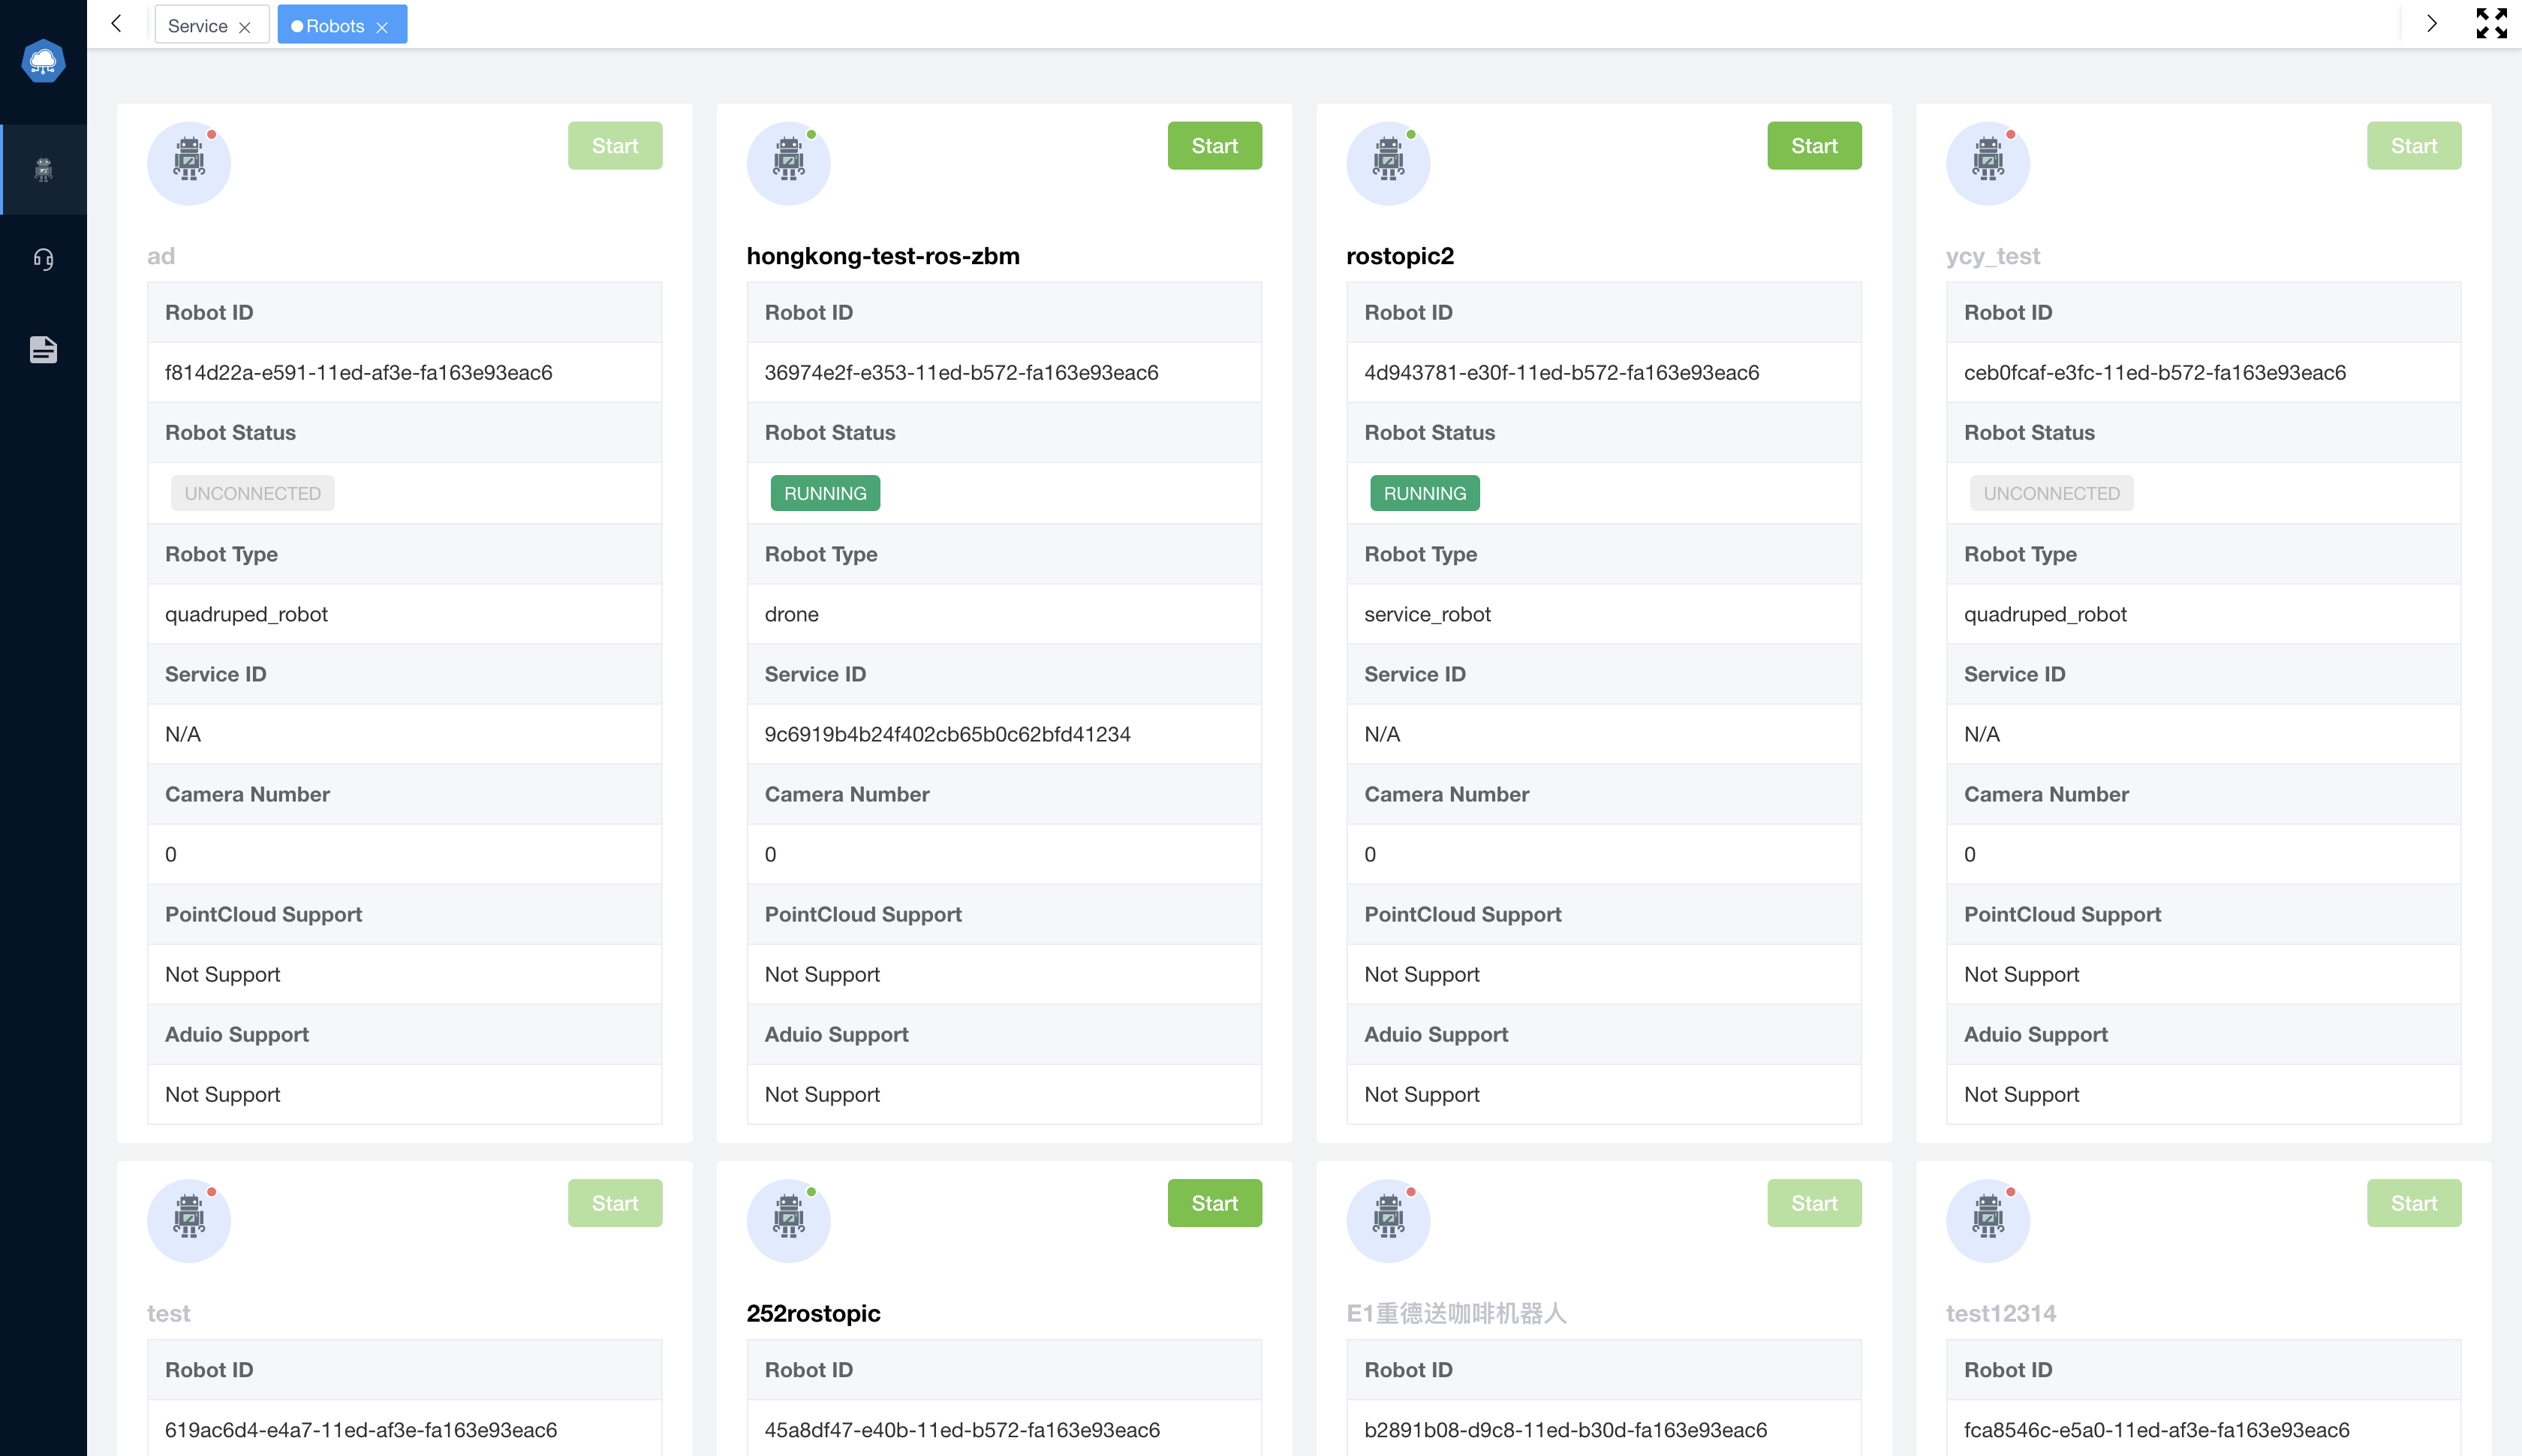 Service
Robots
Start
ad
Robot ID
f814d22a-e591-11ed-af3e-fa163e93eac6
Robot Status
UNCONNECTED
Robot Type
quadruped_robot
Service ID
N/A
Camera Number
0
PointCloud Support
Not Support
Aduio Support
Not Support
Start
hongkong-test-ros-zbm
Robot ID
36974e2f-e353-11ed-b572-fa163e93eac6
Robot Status
RUNNING
Robot Type
drone
Service ID
9c6919b4b24f402cb65b0c62bfd41234
Camera Number
0
PointCloud Support
Not Support
Aduio Support
Not Support
Start
rostopic2
Robot ID
4d943781-e30f-11ed-b572-fa163e93eac6
Robot Status
RUNNING
Robot Type
service_robot
Service ID
N/A
Camera Number
0
PointCloud Support
Not Support
Aduio Support
Not Support
Start
ycy_test
Robot ID
ceb0fcaf-e3fc-11ed-b572-fa163e93eac6
Robot Status
UNCONNECTED
Robot Type
quadruped_robot
Service ID
N/A
Camera Number
0
PointCloud Support
Not Support
Aduio Support
Not Support
Start
test
Robot ID
619ac6d4-e4a7-11ed-af3e-fa163e93eac6
Start
252rostopic
Robot ID
45a8df47-e40b-11ed-b572-fa163e93eac6
Start
E1重德送咖啡机器人
Robot ID
b2891b08-d9c8-11ed-b30d-fa163e93eac6
Start
test12314
Robot ID
fca8546c-e5a0-11ed-af3e-fa163e93eac6